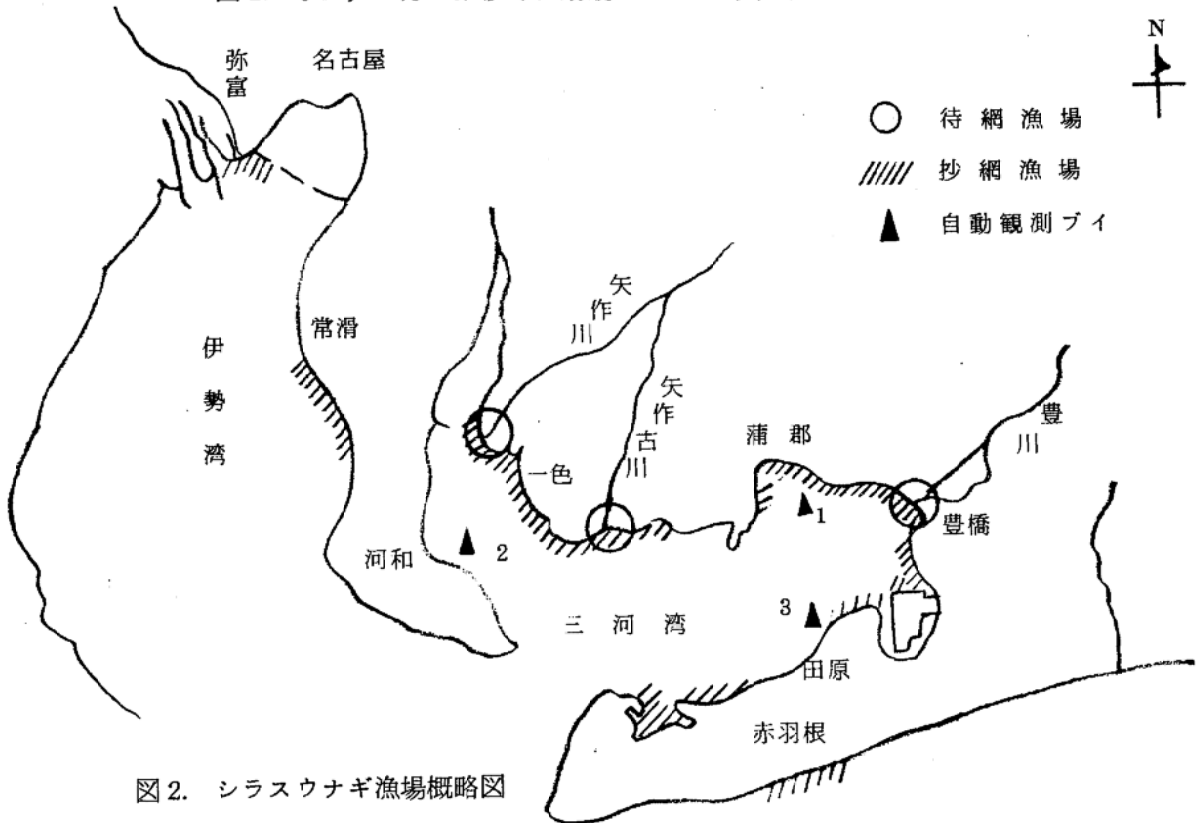 弥富
名古屋
N
待網漁場
抄網漁場
自動観測ブイ
伊勢湾
常滑
矢作川
矢作古川
豊川
蒲郡
一色
1
豊橋
河和
2
三河湾
3
田原
赤羽根
図2. シラスウナギ漁場概略図